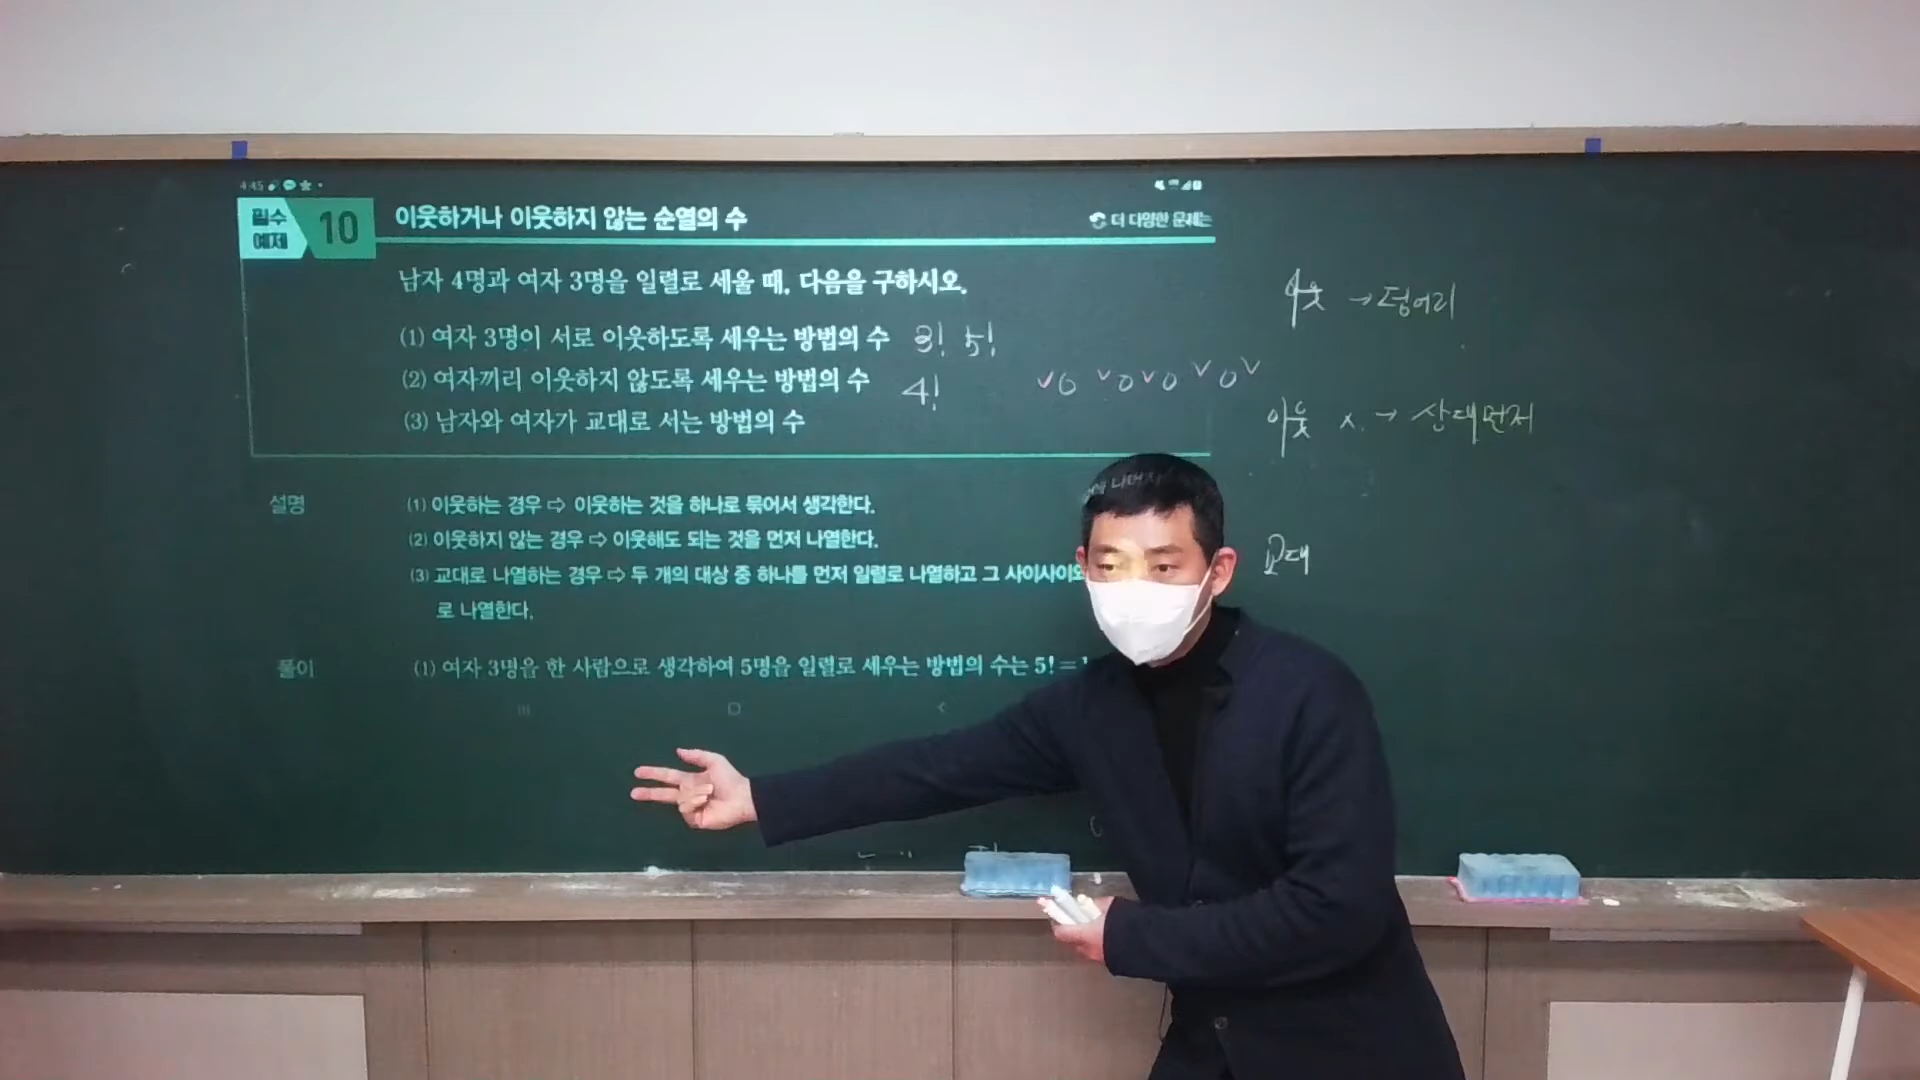 4:45
필수 예제 10 이웃하거나 이웃하지 않는 순열의 수 더 다양한 문제는
남자 4명과 여자 3명을 일렬로 세울 때, 다음을 구하시오.
(1) 여자 3명이 서로 이웃하도록 세우는 방법의 수 3! 5!
(2) 여자끼리 이웃하지 않도록 세우는 방법의 수 4! ∨O ∨O∨O ∨O∨
(3) 남자와 여자가 교대로 서는 방법의 수
→덩어리
이웃 x. → 상대먼저
교대
설명 (1) 이웃하는 경우 ⇨ 이웃하는 것을 하나로 묶어서 생각한다.
(2) 이웃하지 않는 경우 ⇨ 이웃해도 되는 것을 먼저 나열한다.
(3) 교대로 나열하는 경우 ⇨ 두 개의 대상 중 하나를 먼저 일렬로 나열하고 그 사이사이와
로 나열한다.
풀이 (1) 여자 3명을 한 사람으로 생각하여 5명을 일렬로 세우는 방법의 수는 5! =